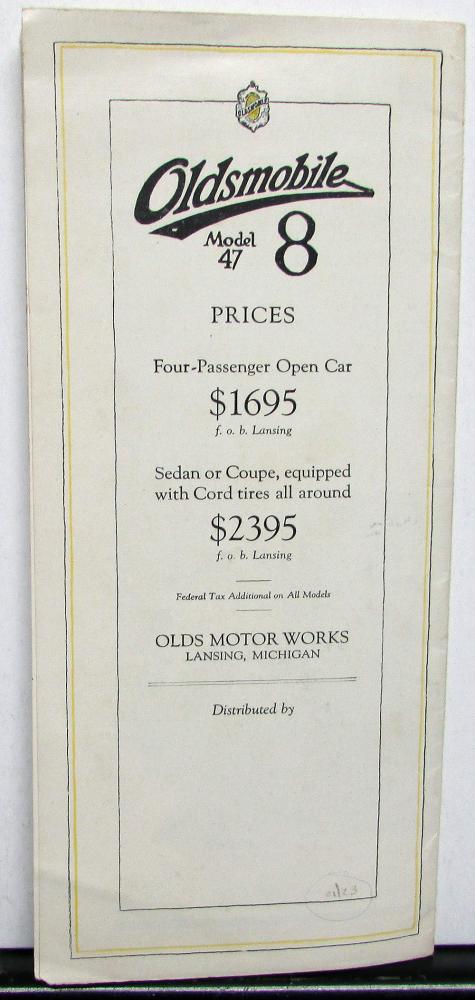 OLDSMOBILE
Oldsmobile
Model 8
47
PRICES
Four-Passenger Open Car
$1695
f. o. b. Lansing
Sedan or Coupe, equipped
with Cord tires all around
$2395
f. o. b. Lansing
Federal Tax Additional on All Models
OLDS MOTOR WORKS
LANSING, MICHIGAN
Distributed by